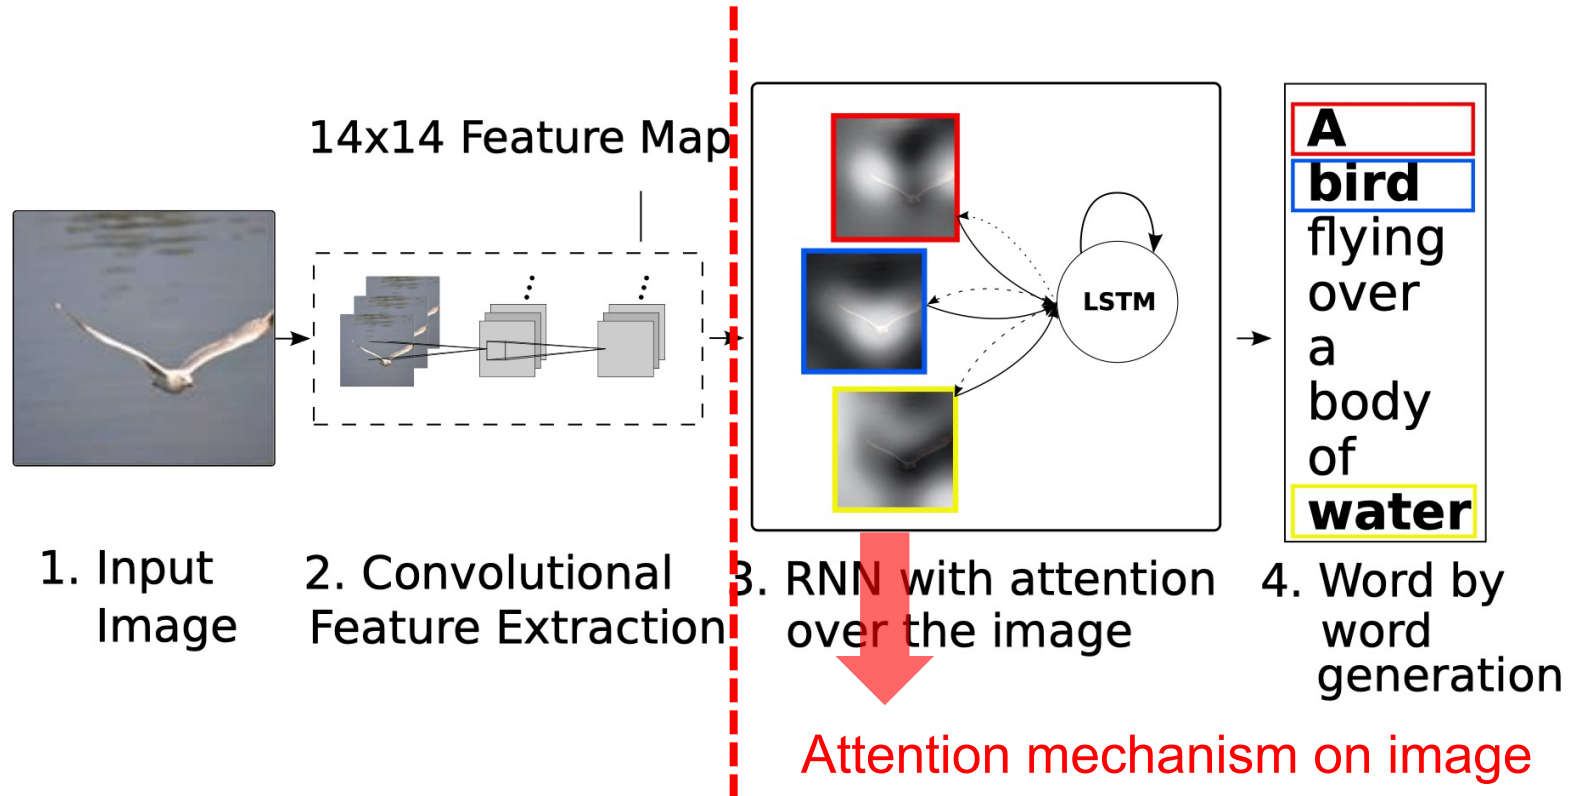 14x14 Feature Map
LSTM
A
bird
flying
over
a
body
of
water
1. Input
Image
2. Convolutional
Feature Extraction
3. RNN with attention
over the image
4. Word by
word
generation
Attention mechanism on image